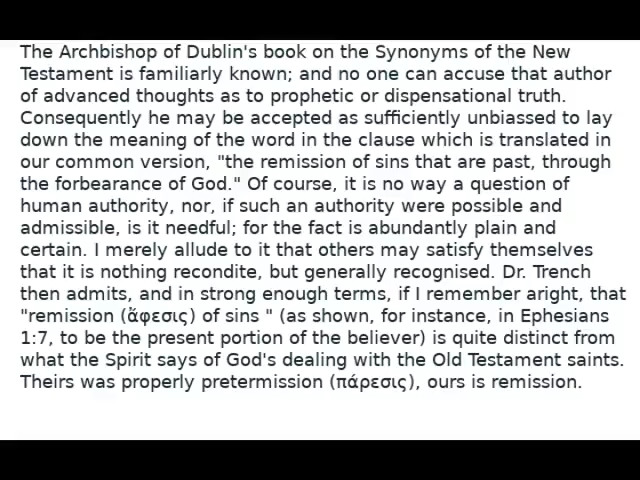 The Archbishop of Dublin's book on the Synonyms of the New
Testament is familiarly known; and no one can accuse that author
of advanced thoughts as to prophetic or dispensational truth.
Consequently he may be accepted as sufficiently unbiassed to lay
down the meaning of the word in the clause which is translated in
our common version, "the remission of sins that are past, through
the forbearance of God." Of course, it is no way a question of
human authority, nor, if such an authority were possible and
admissible, is it needful; for the fact is abundantly plain and
certain. I merely allude to it that others may satisfy themselves
that it is nothing recondite, but generally recognised. Dr. Trench
then admits, and in strong enough terms, if I remember aright, that
"remission (ἄφεσις) of sins " (as shown, for instance, in Ephesians
1:7, to be the present portion of the believer) is quite distinct from
what the Spirit says of God's dealing with the Old Testament saints.
Theirs was properly pretermission (πάρεσις), ours is remission.